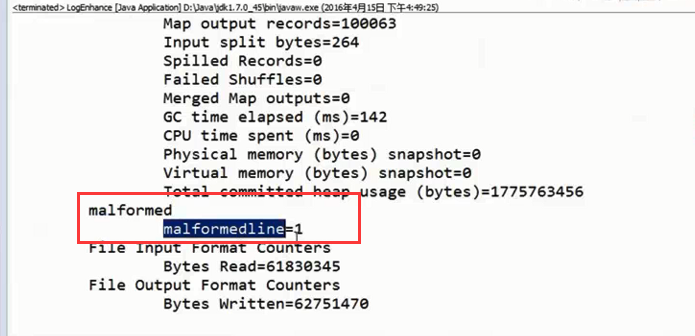 <terminated> LogEnhance [Java Application] D:\Java\jdk1.7.0_45\bin\javaw.exe (2016年4月15日 下午4:49:25)
Map output records=100063
Input split bytes=264
Spilled Records=0
Failed Shuffles=0
Merged Map outputs=0
GC time elapsed (ms)=142
CPU time spent (ms)=0
Physical memory (bytes) snapshot=0
Virtual memory (bytes) snapshot=0
Total committed heap usage (bytes)=1775763456
malformed
malformedline=1
File Input Format Counters
Bytes Read=61830345
File Output Format Counters
Bytes Written=62751470